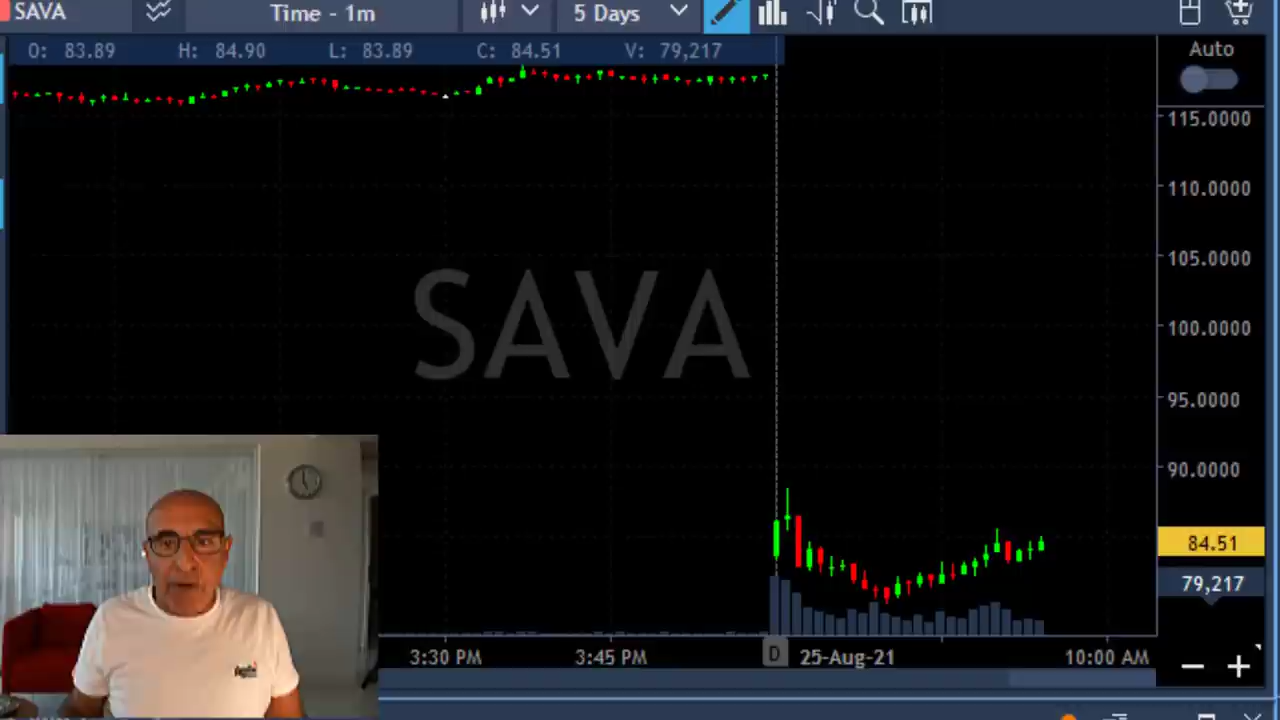 SAVA Time - 1m 5 Days
O: 83.89 H: 84.90 L: 83.89 C: 84.51 V: 79,217
Auto
115.0000
110.0000
105.0000
100.0000
95.0000
90.0000
SAVA
84.51
79,217
3:30 PM 3:45 PM D 25-Aug-21 10:00 AM